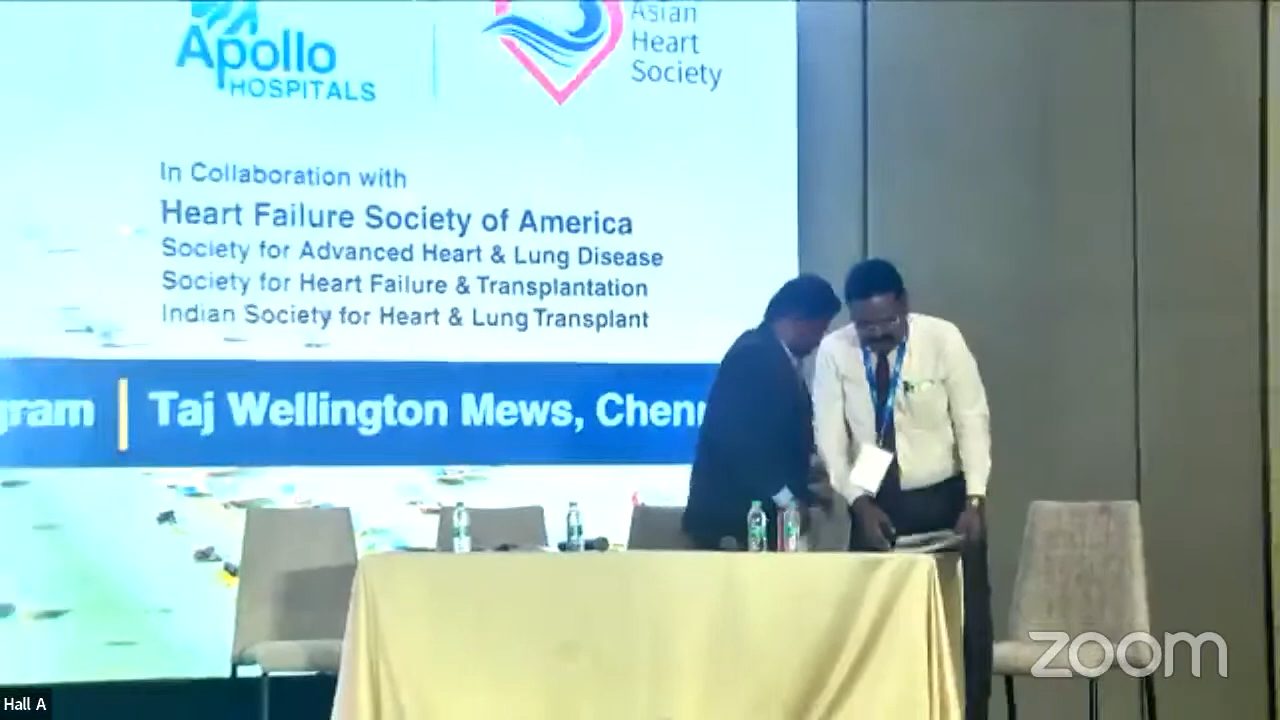 Apollo
HOSPITALS
Asian
Heart
Society
In Collaboration with
Heart Failure Society of America
Society for Advanced Heart & Lung Disease
Society for Heart Failure & Transplantation
Indian Society for Heart & Lung Transplant
gram | Taj Wellington Mews, Chenn
zoom
Hall A